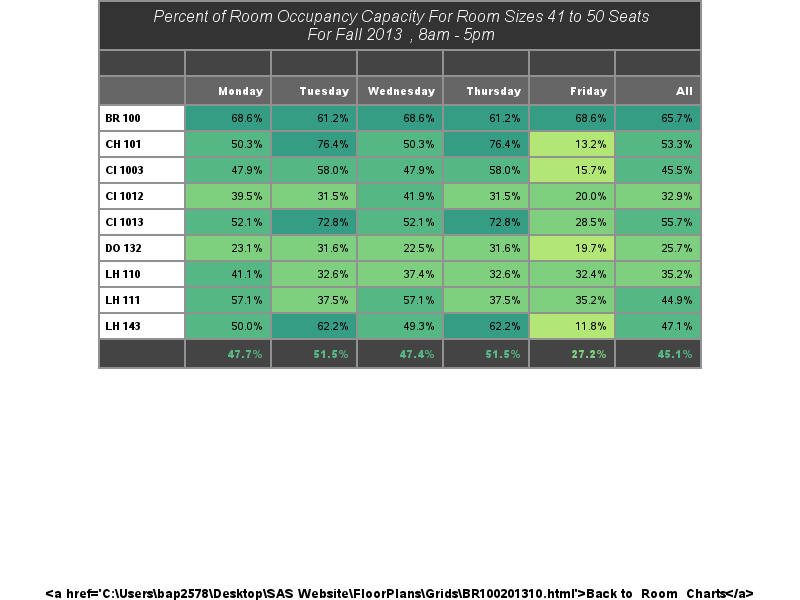 Percent of Room Occupancy Capacity For Room Sizes 41 to 50 Seats
For Fall 2013 , 8am - 5pm
Monday Tuesday Wednesday Thursday Friday All
BR 100 68.6% 61.2% 68.6% 61.2% 68.6% 65.7%
CH 101 50.3% 76.4% 50.3% 76.4% 13.2% 53.3%
CI 1003 47.9% 58.0% 47.9% 58.0% 15.7% 45.5%
CI 1012 39.5% 31.5% 41.9% 31.5% 20.0% 32.9%
CI 1013 52.1% 72.8% 52.1% 72.8% 28.5% 55.7%
DO 132 23.1% 31.6% 22.5% 31.6% 19.7% 25.7%
LH 110 41.1% 32.6% 37.4% 32.6% 32.4% 35.2%
LH 111 57.1% 37.5% 57.1% 37.5% 35.2% 44.9%
LH 143 50.0% 62.2% 49.3% 62.2% 11.8% 47.1%
47.7% 51.5% 47.4% 51.5% 27.2% 45.1%
<a href='C:\Users\bap2578\Desktop\SAS Website\FloorPlans\Grids\BR100201310.html'>Back to Room Charts</a>